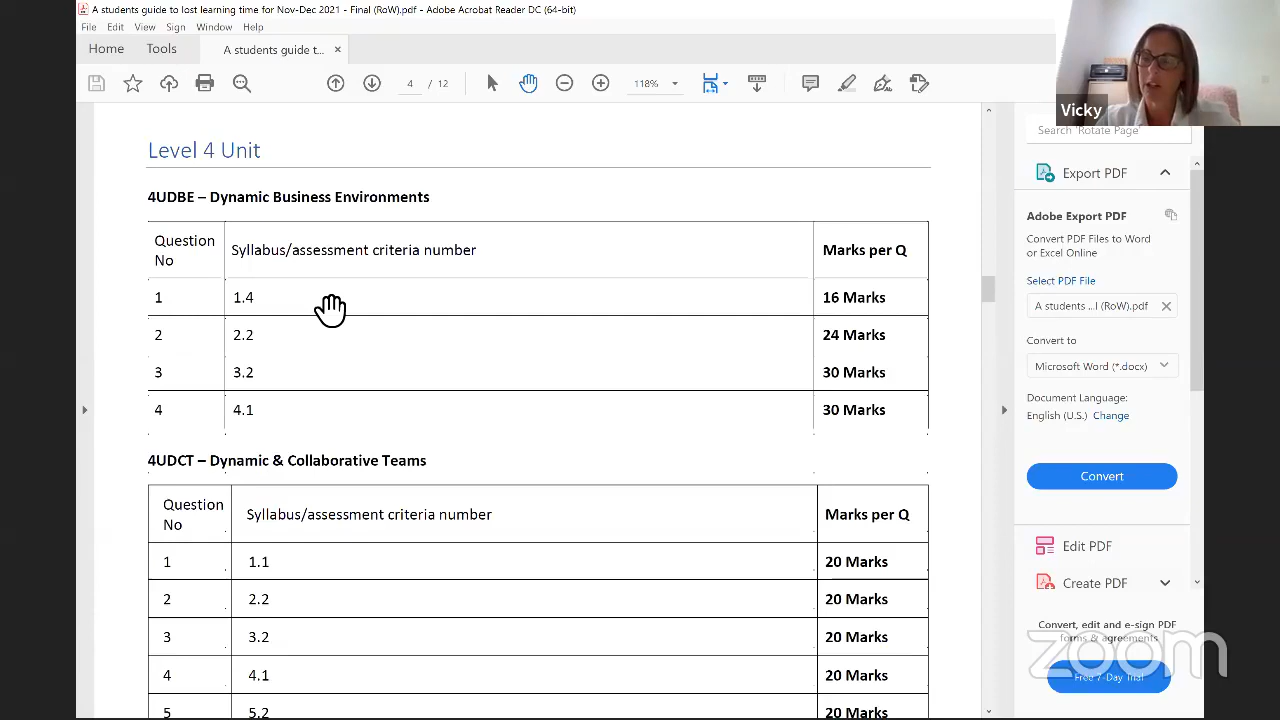 A students guide to lost learning time for Nov-Dec 2021 - Final (RoW).pdf - Adobe Acrobat Reader DC (64-bit)
File Edit View Sign Window Help
Home Tools A students guide t... ×
4 / 12 118%
Vicky
Search 'Rotate Page'
Level 4 Unit
4UDBE – Dynamic Business Environments
Question No Syllabus/assessment criteria number Marks per Q
1 1.4 16 Marks
2 2.2 24 Marks
3 3.2 30 Marks
4 4.1 30 Marks
4UDCT – Dynamic & Collaborative Teams
Question No Syllabus/assessment criteria number Marks per Q
1 1.1 20 Marks
2 2.2 20 Marks
3 3.2 20 Marks
4 4.1 20 Marks
5 5.2 20 Marks
Export PDF
Adobe Export PDF
Convert PDF Files to Word
or Excel Online
Select PDF File
A students ...l (RoW).pdf ×
Convert to
Microsoft Word (*.docx)
Document Language:
English (U.S.) Change
Convert
Edit PDF
Create PDF
Convert, edit and e-sign PDF
forms & agreements
Free 7-Day Trial
zoom